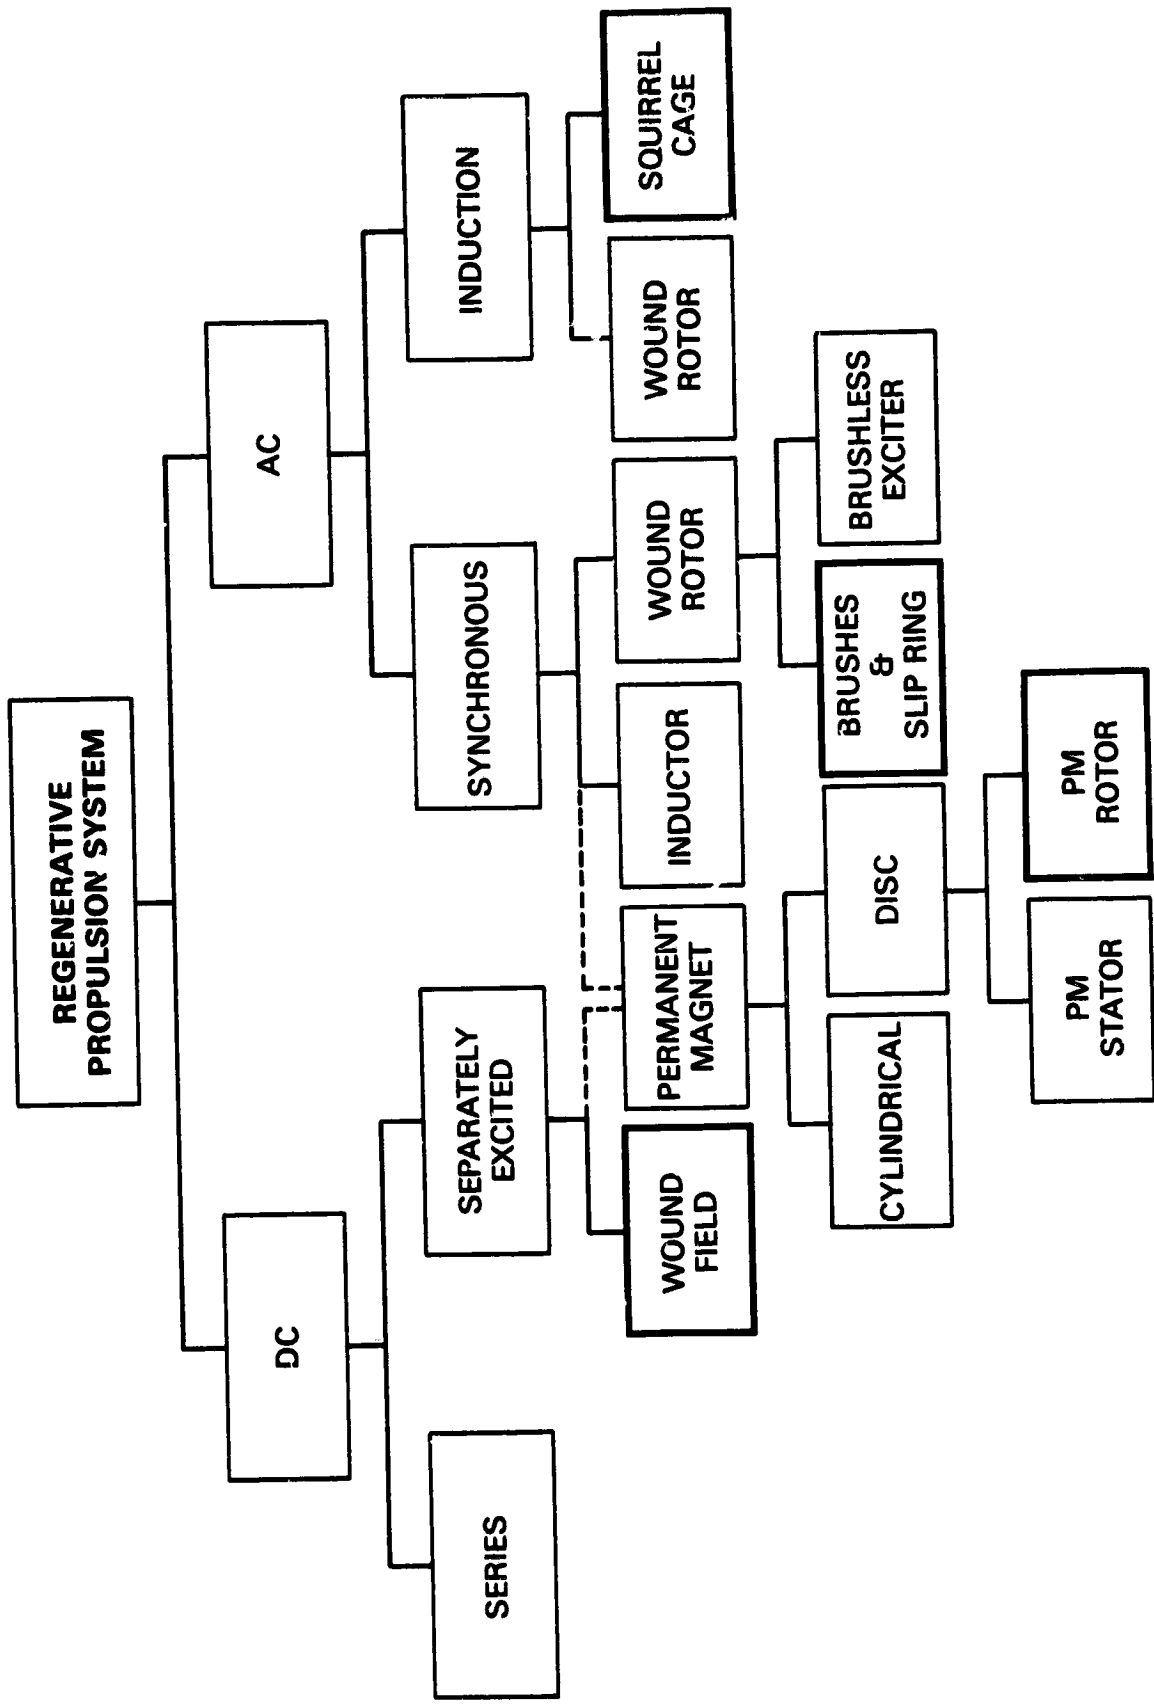 REGENERATIVE
PROPULSION SYSTEM
DC
AC
SERIES
SEPARATELY
EXCITED
SYNCHRONOUS
INDUCTION
WOUND
FIELD
PERMANENT
MAGNET
INDUCTOR
WOUND
ROTOR
WOUND
ROTOR
SQUIRREL
CAGE
CYLINDRICAL
DISC
BRUSHES
&
SLIP RING
BRUSHLESS
EXCITER
PM
STATOR
PM
ROTOR